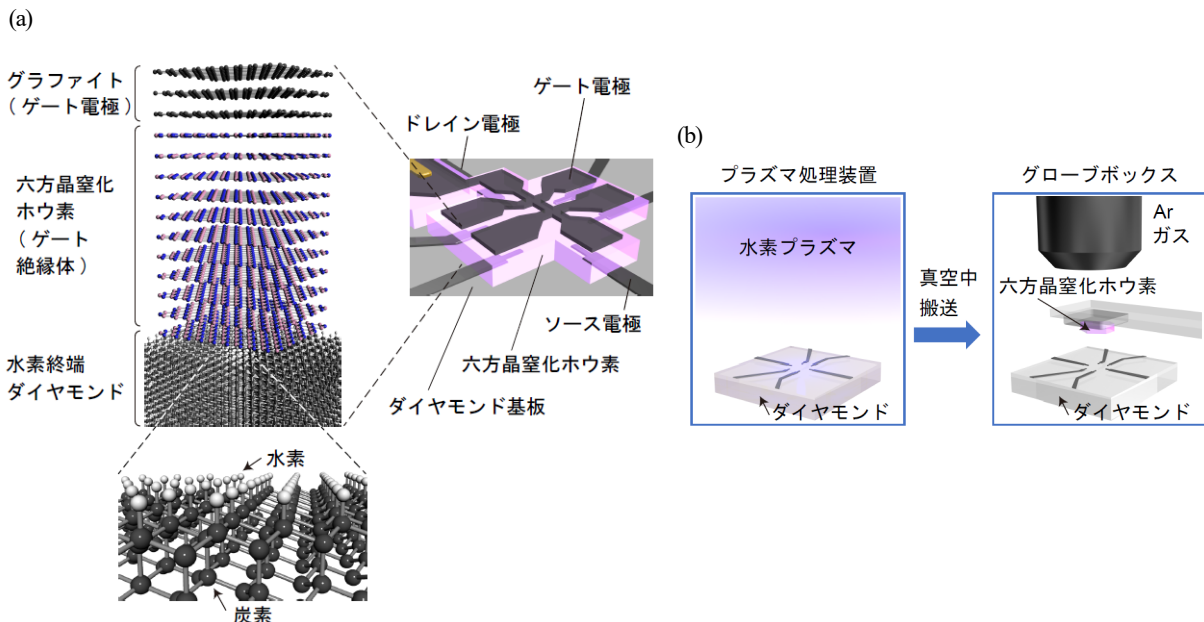 (a)
グラファイト
( ゲート電極 )
六方晶窒化
ホウ素
( ゲート
絶縁体 )
水素終端
ダイヤモンド
水素
炭素
ゲート電極
ドレイン電極
ソース電極
六方晶窒化ホウ素
ダイヤモンド基板
(b)
プラズマ処理装置
水素プラズマ
ダイヤモンド
真空中
搬送
グローブボックス
Ar
ガス
六方晶窒化ホウ素
ダイヤモンド